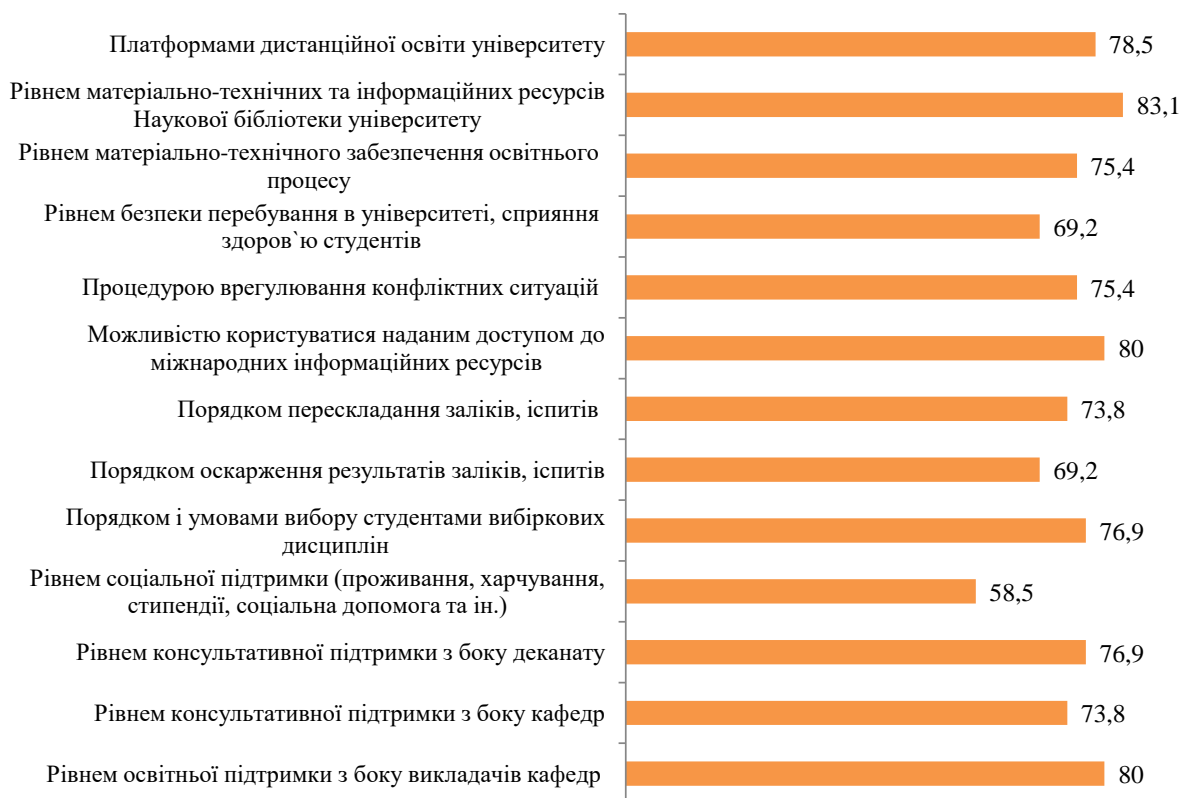 Платформами дистанційної освіти університету
78,5
Рівнем матеріально-технічних та інформаційних ресурсів
Наукової бібліотеки університету
83,1
Рівнем матеріально-технічного забезпечення освітнього
процесу
75,4
Рівнем безпеки перебування в університеті, сприяння
здоров`ю студентів
69,2
Процедурою врегулювання конфліктних ситуацій
75,4
Можливістю користуватися наданим доступом до
міжнародних інформаційних ресурсів
80
Порядком перескладання заліків, іспитів
73,8
Порядком оскарження результатів заліків, іспитів
69,2
Порядком і умовами вибору студентами вибіркових
дисциплін
76,9
Рівнем соціальної підтримки (проживання, харчування,
стипендії, соціальна допомога та ін.)
58,5
Рівнем консультативної підтримки з боку деканату
76,9
Рівнем консультативної підтримки з боку кафедр
73,8
Рівнем освітньої підтримки з боку викладачів кафедр
80